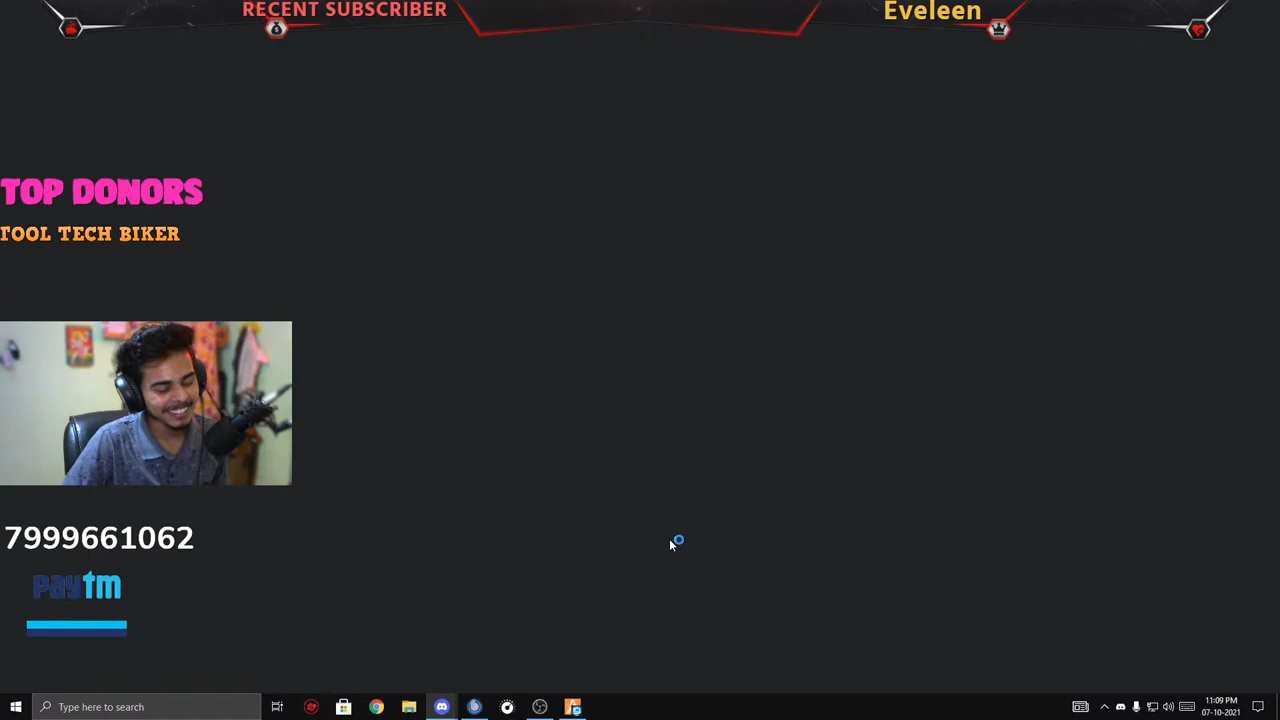 RECENT SUBSCRIBER
Eveleen
TOP DONORS
TOOL TECH BIKER
7999661062
paytm
Type here to search
11:09 PM
07-10-2021